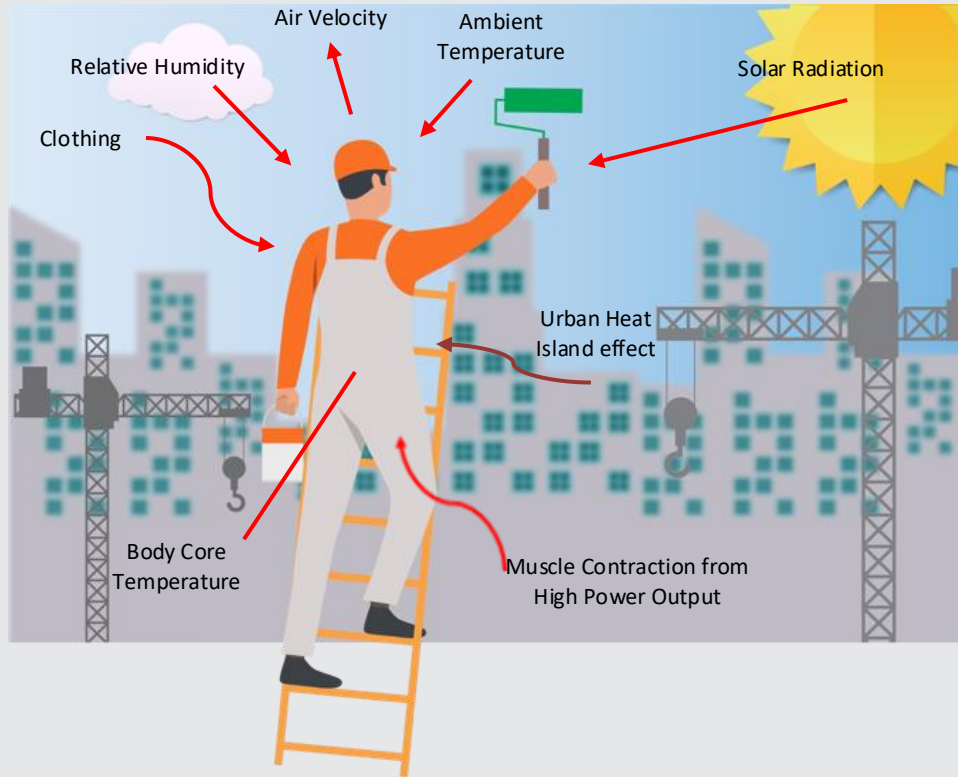 Air Velocity
Ambient
Temperature
Relative Humidity
Solar Radiation
Clothing
Urban Heat
Island effect
Body Core
Temperature
Muscle Contraction from
High Power Output